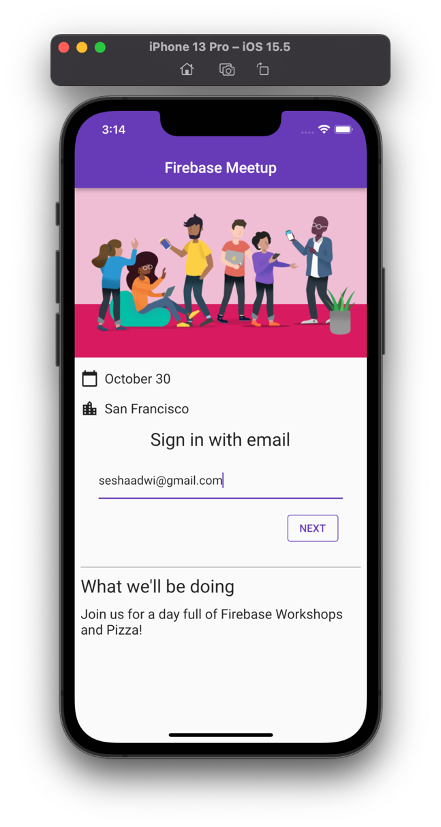 iPhone 13 Pro – iOS 15.5
3:14
Firebase Meetup
October 30
San Francisco
Sign in with email
seshaadwi@gmail.com
NEXT
What we'll be doing
Join us for a day full of Firebase Workshops
and Pizza!